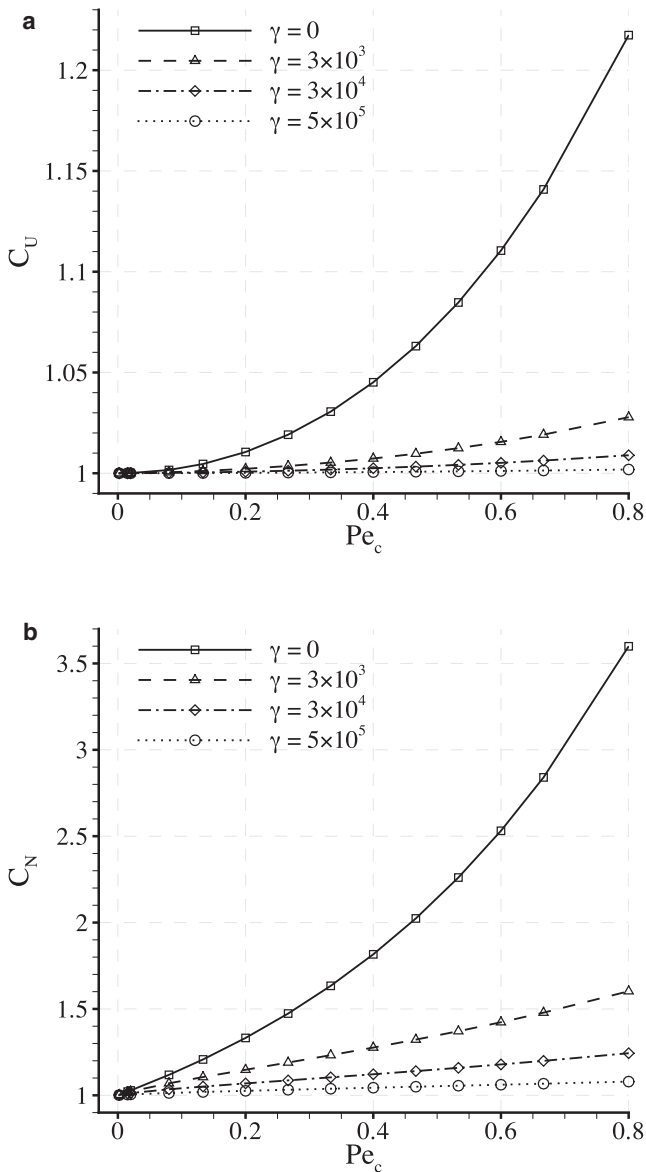 a
γ = 0
γ = 3×10³
γ = 3×10⁴
γ = 5×10⁵
1.2
1.15
1.1
1.05
1
C_U
0 0.2 0.4 0.6 0.8
Pe_c
b
γ = 0
γ = 3×10³
γ = 3×10⁴
γ = 5×10⁵
3.5
3
2.5
2
1.5
1
C_N
0 0.2 0.4 0.6 0.8
Pe_c